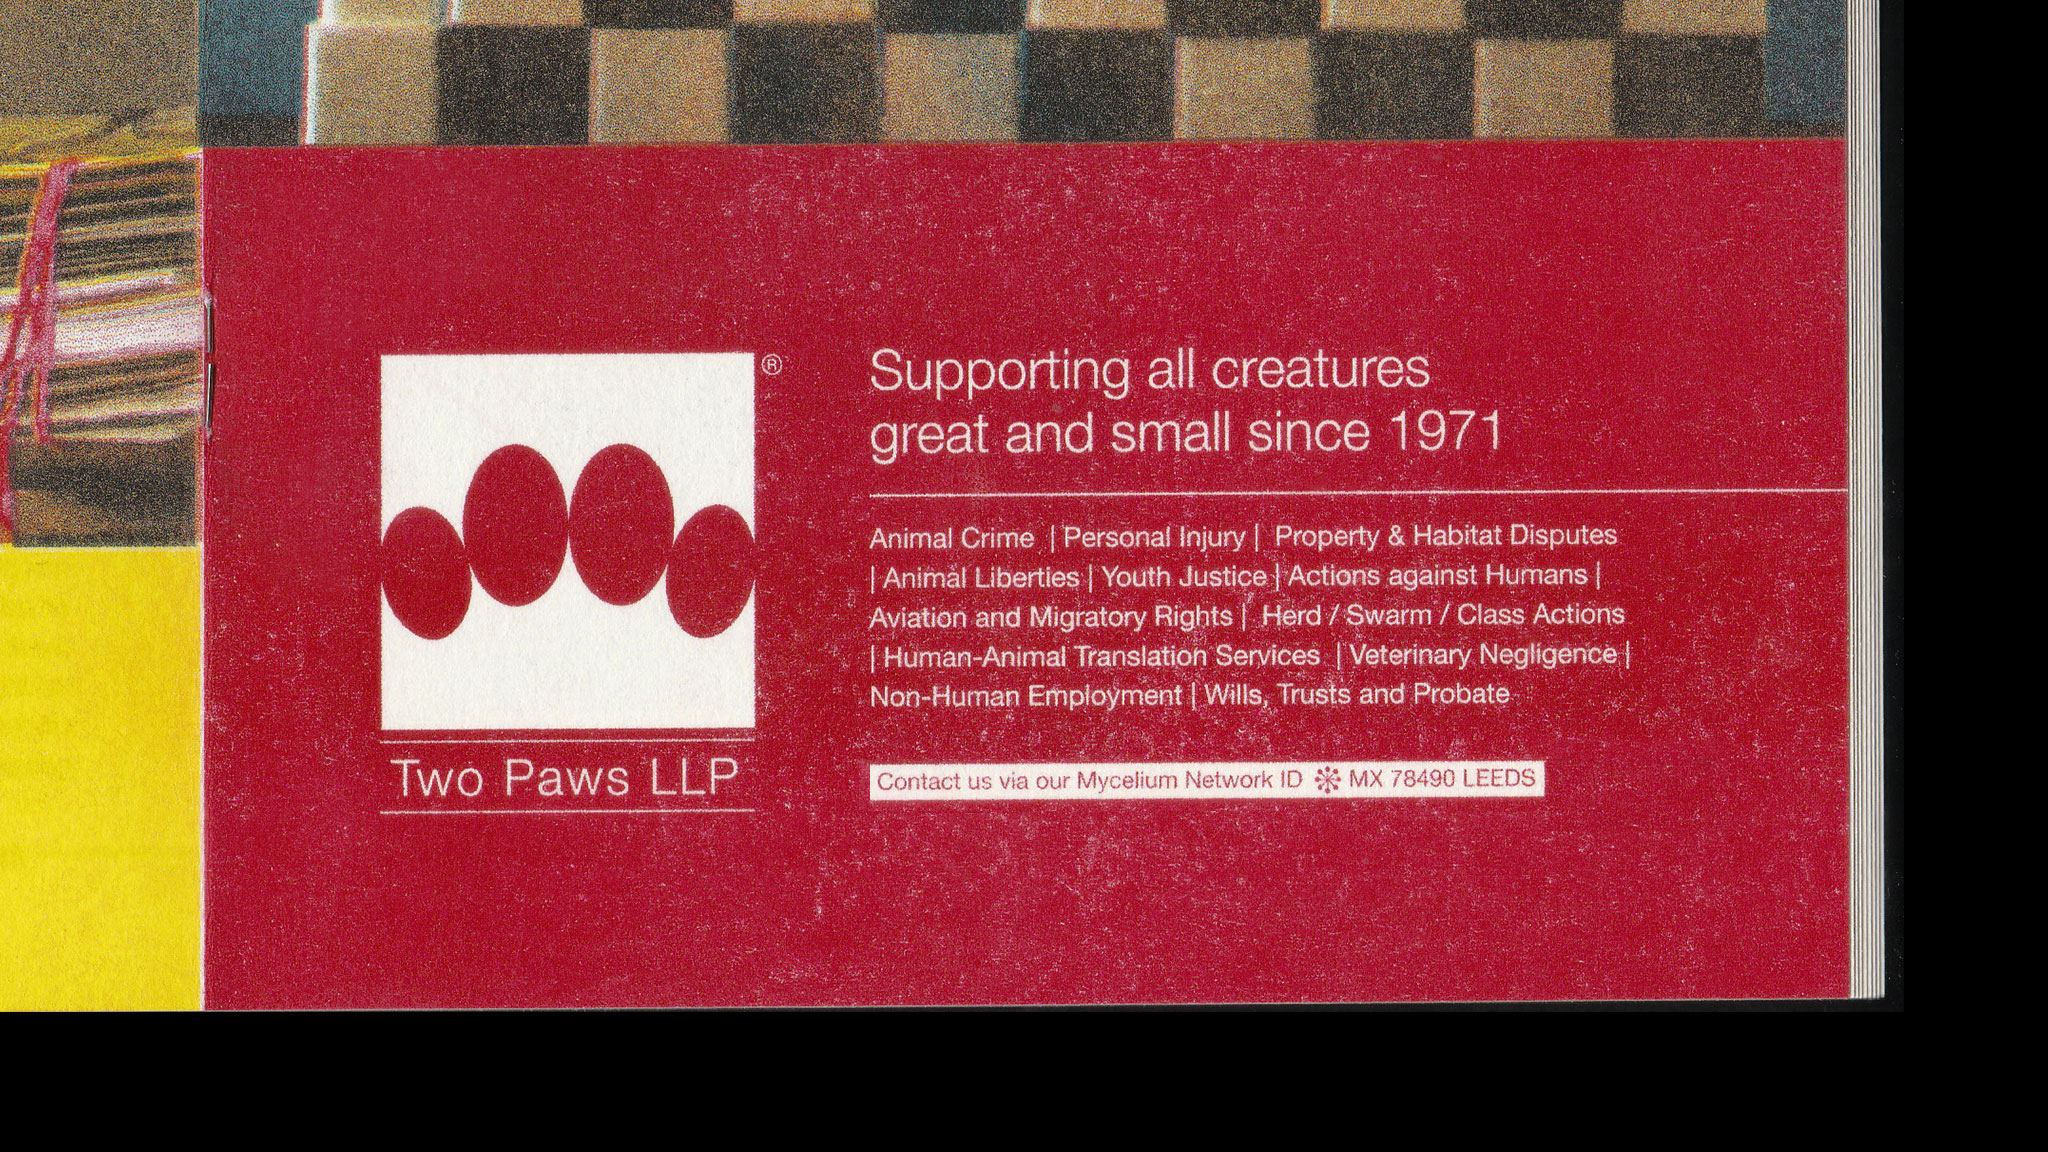 ®
Supporting all creatures
great and small since 1971
Animal Crime | Personal Injury | Property & Habitat Disputes
| Animal Liberties | Youth Justice | Actions against Humans |
Aviation and Migratory Rights | Herd / Swarm / Class Actions
| Human-Animal Translation Services | Veterinary Negligence |
Non-Human Employment | Wills, Trusts and Probate
Two Paws LLP
Contact us via our Mycelium Network ID MX 78490 LEEDS